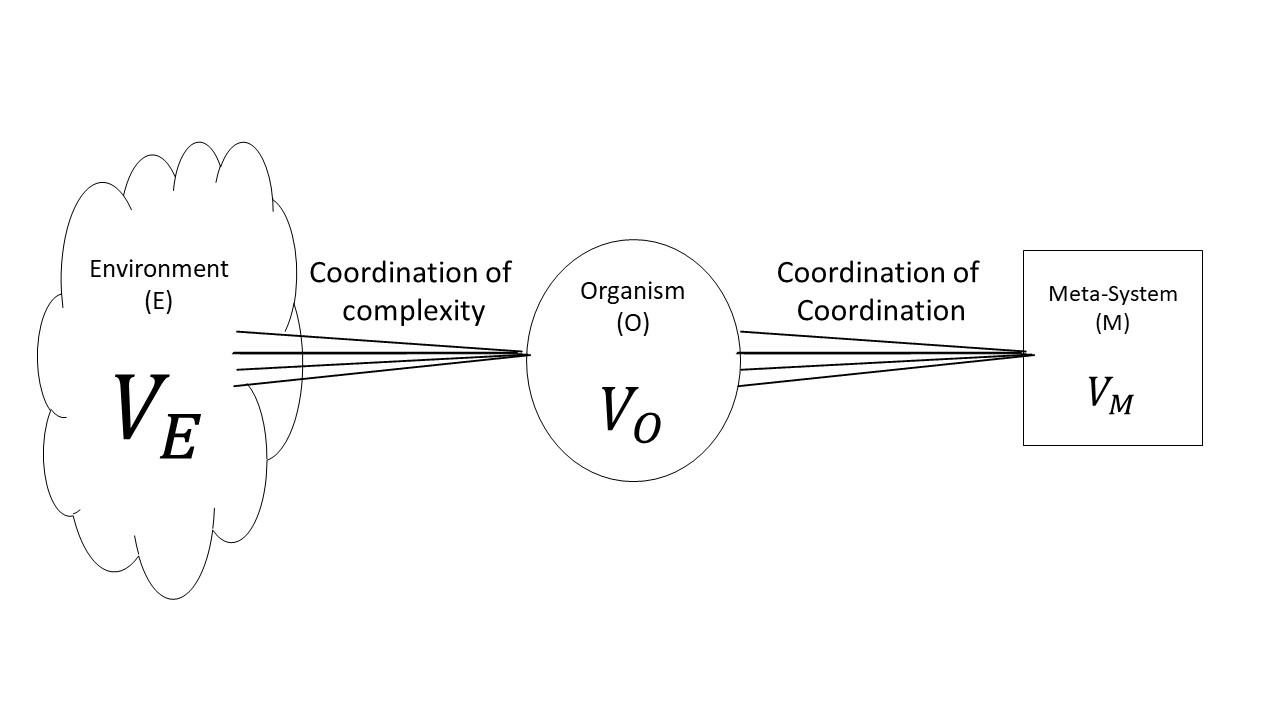 Environment
(E)
V_E
Coordination of
complexity
Organism
(O)
V_O
Coordination of
Coordination
Meta-System
(M)
V_M